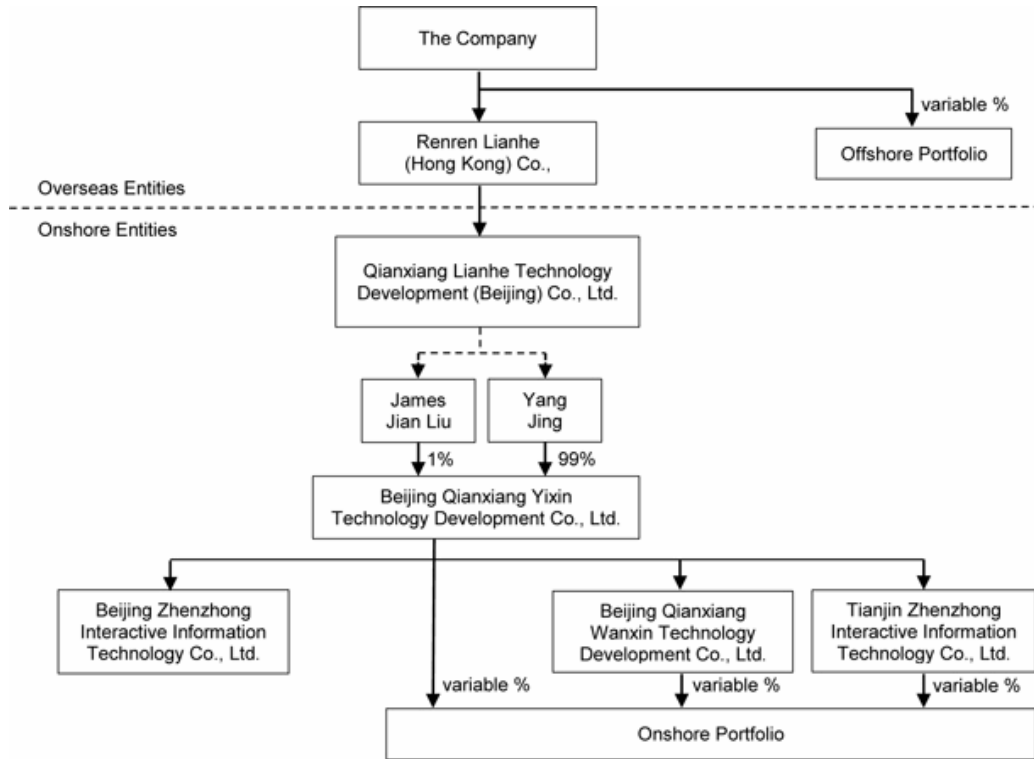 The Company
variable %
Renren Lianhe
(Hong Kong) Co.,
Offshore Portfolio
Overseas Entities
Onshore Entities
Qianxiang Lianhe Technology
Development (Beijing) Co., Ltd.
James
Jian Liu
Yang
Jing
1%
99%
Beijing Qianxiang Yixin
Technology Development Co., Ltd.
Beijing Zhenzhong
Interactive Information
Technology Co., Ltd.
Beijing Qianxiang
Wanxin Technology
Development Co., Ltd.
Tianjin Zhenzhong
Interactive Information
Technology Co., Ltd.
variable %
variable %
variable %
Onshore Portfolio